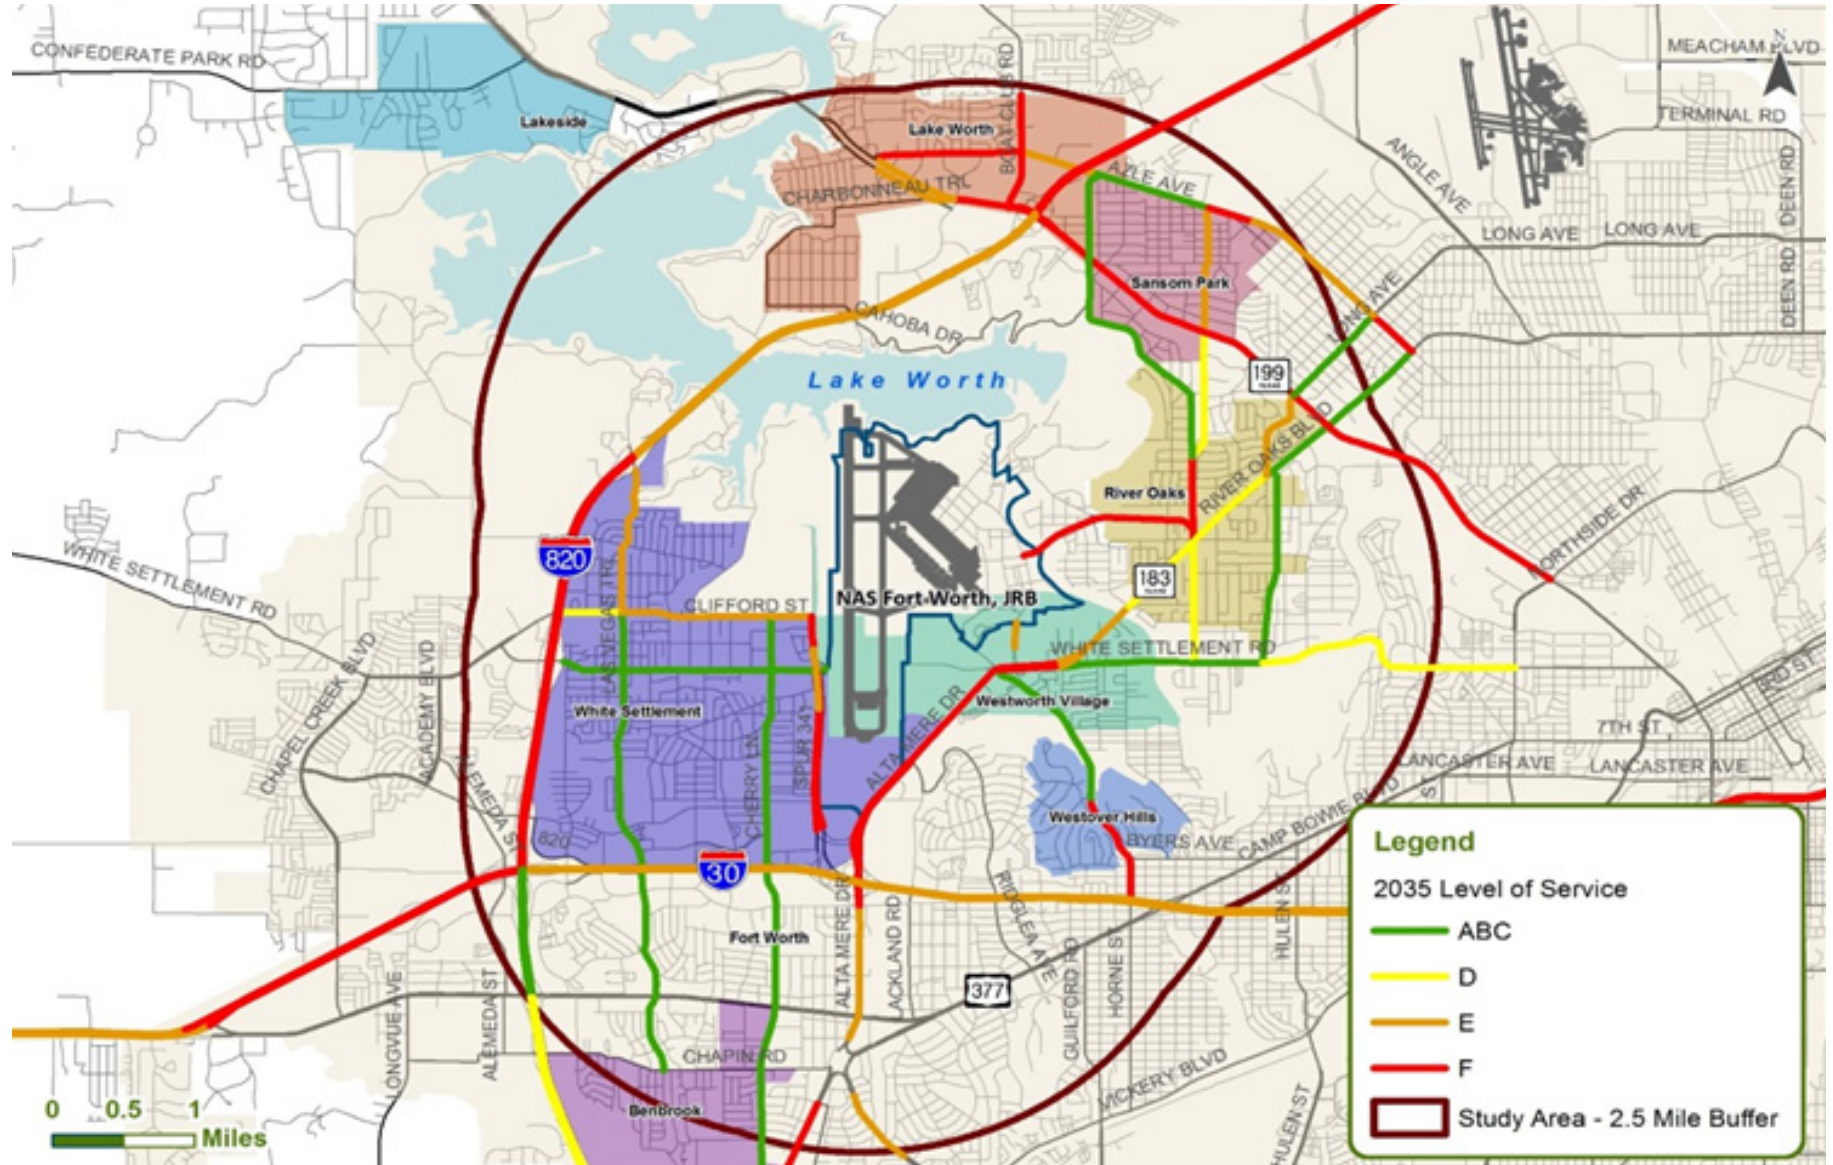 CONFEDERATE PARK RD
MEACHAM BLVD
TERMINAL RD
Lakeside
Lake Worth
BOAT CLUB RD
AZLE AVE
ANGLE AVE
DEEN RD
DEEN RD
DEEN RD
CHARBONNEAU TRL
LONG AVE
LONG AVE
Sansom Park
LONG AVE
CAHOBA DR
Lake Worth
199
TEXAS
RIVER OAKS BLVD
River Oaks
NORTHSIDE DR
820
WHITE SETTLEMENT RD
LAS VEGAS TRL
CLIFFORD ST
NAS Fort Worth, JRB
183
TEXAS
WHITE SETTLEMENT RD
CHAPEL CREEK BLVD
ACADEMY BLVD
White Settlement
SPUR 341
ALTA MERE DR
Westworth Village
3RD ST
7TH ST
LANCASTER AVE
LANCASTER AVE
ALEMEDA ST
CHERRY LN
820
30
Westover Hills
BYERS AVE
CAMP BOWIE BLVD
ST
Fort Worth
ALTA MERE DR
ACKLAND RD
RIDGLEA AVE
GUILFORD RD
HORNE ST
HULEN ST
377
LONGVUE AVE
ALEMEDA ST
CHAPIN RD
VICKERY BLVD
HULEN ST
Benbrook
0 0.5 1
Miles
Legend
2035 Level of Service
ABC
D
E
F
Study Area - 2.5 Mile Buffer